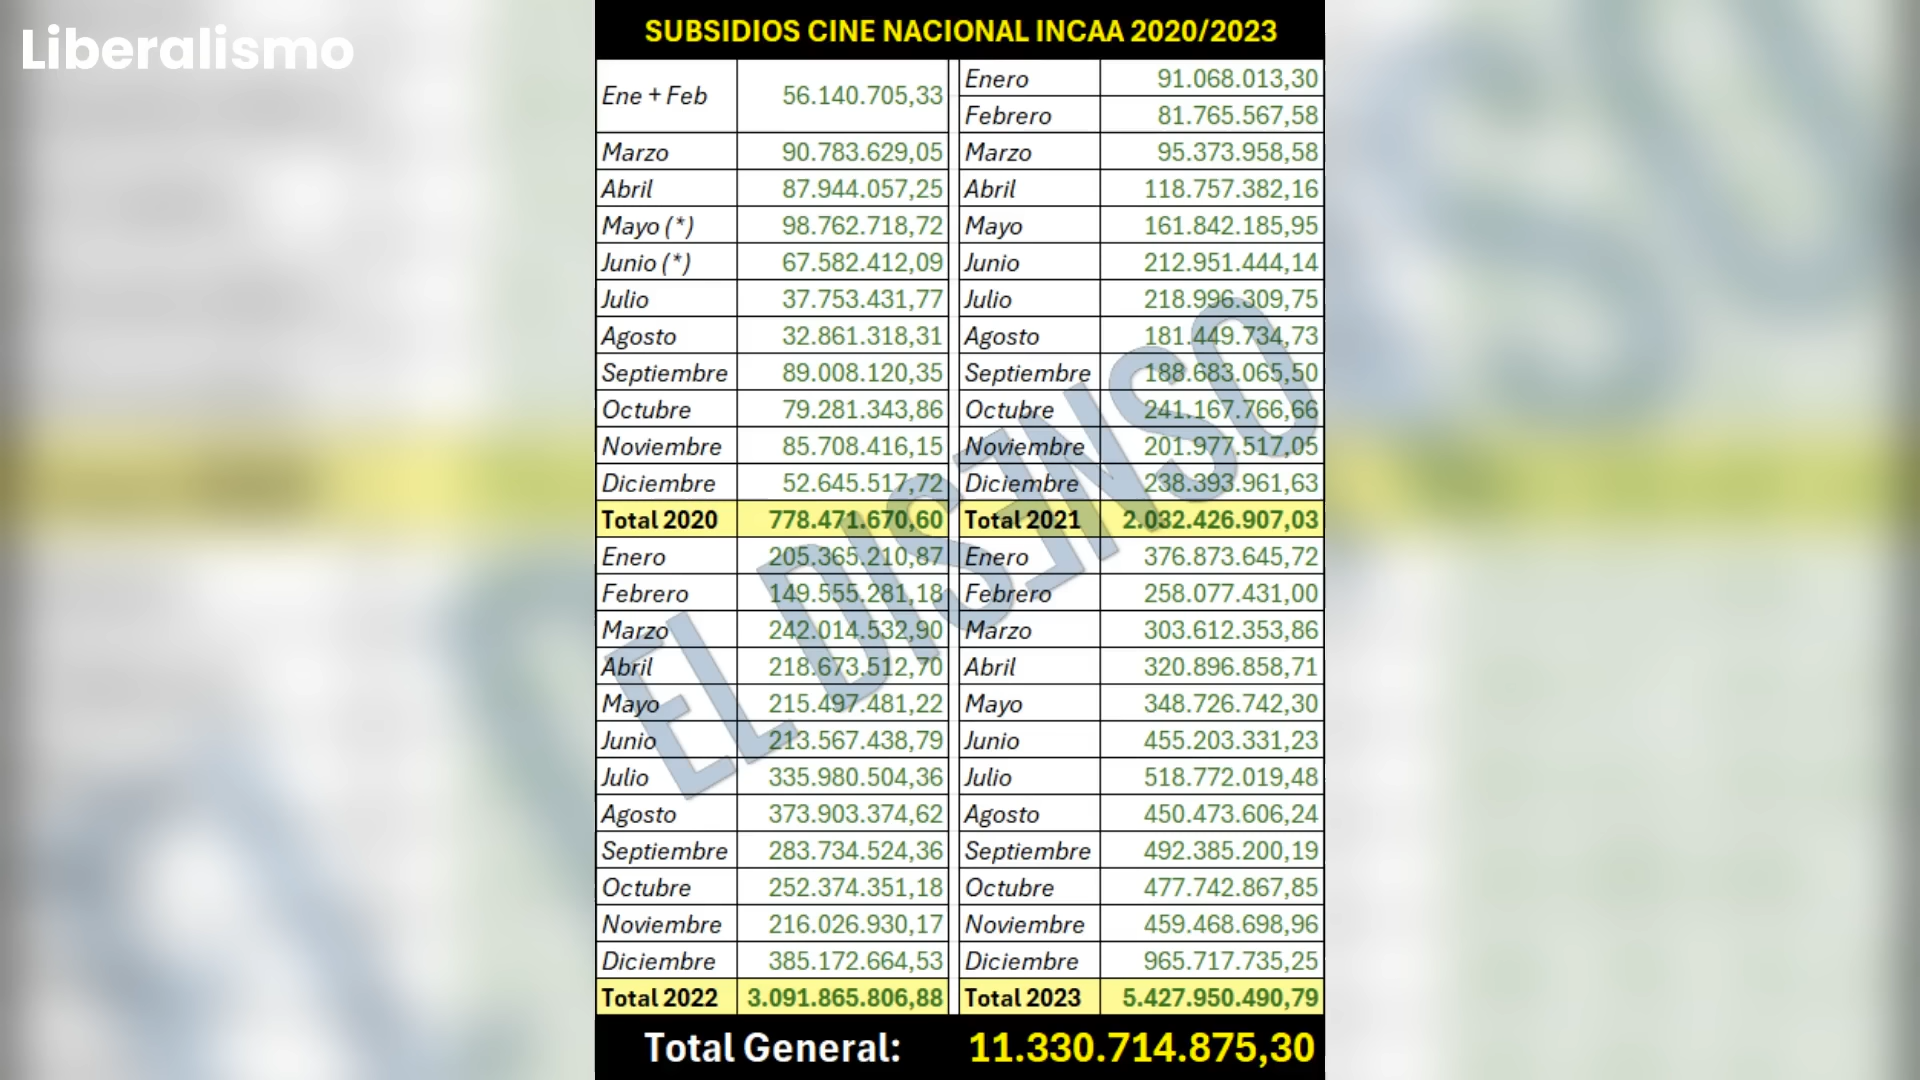 Liberalismo
SUBSIDIOS CINE NACIONAL INCAA 2020/2023
Ene + Feb 56.140.705,33
Marzo 90.783.629,05
Abril 87.944.057,25
Mayo (*) 98.762.718,72
Junio (*) 67.582.412,09
Julio 37.753.431,77
Agosto 32.861.318,31
Septiembre 89.008.120,35
Octubre 79.281.343,86
Noviembre 85.708.416,15
Diciembre 52.645.517,72
Total 2020 778.471.670,60
Enero 91.068.013,30
Febrero 81.765.567,58
Marzo 95.373.958,58
Abril 118.757.382,16
Mayo 161.842.185,95
Junio 212.951.444,14
Julio 218.996.309,75
Agosto 181.449.734,73
Septiembre 188.683.065,50
Octubre 241.167.766,66
Noviembre 201.977.517,05
Diciembre 238.393.961,63
Total 2021 2.032.426.907,03
Enero 205.365.210,87
Febrero 149.555.281,18
Marzo 242.014.532,90
Abril 218.673.512,70
Mayo 215.497.481,22
Junio 213.567.438,79
Julio 335.980.504,36
Agosto 373.903.374,62
Septiembre 283.734.524,36
Octubre 252.374.351,18
Noviembre 216.026.930,17
Diciembre 385.172.664,53
Total 2022 3.091.865.806,88
Enero 376.873.645,72
Febrero 258.077.431,00
Marzo 303.612.353,86
Abril 320.896.858,71
Mayo 348.726.742,30
Junio 455.203.331,23
Julio 518.772.019,48
Agosto 450.473.606,24
Septiembre 492.385.200,19
Octubre 477.742.867,85
Noviembre 459.468.698,96
Diciembre 965.717.735,25
Total 2023 5.427.950.490,79
Total General: 11.330.714.875,30
EL DISENSO